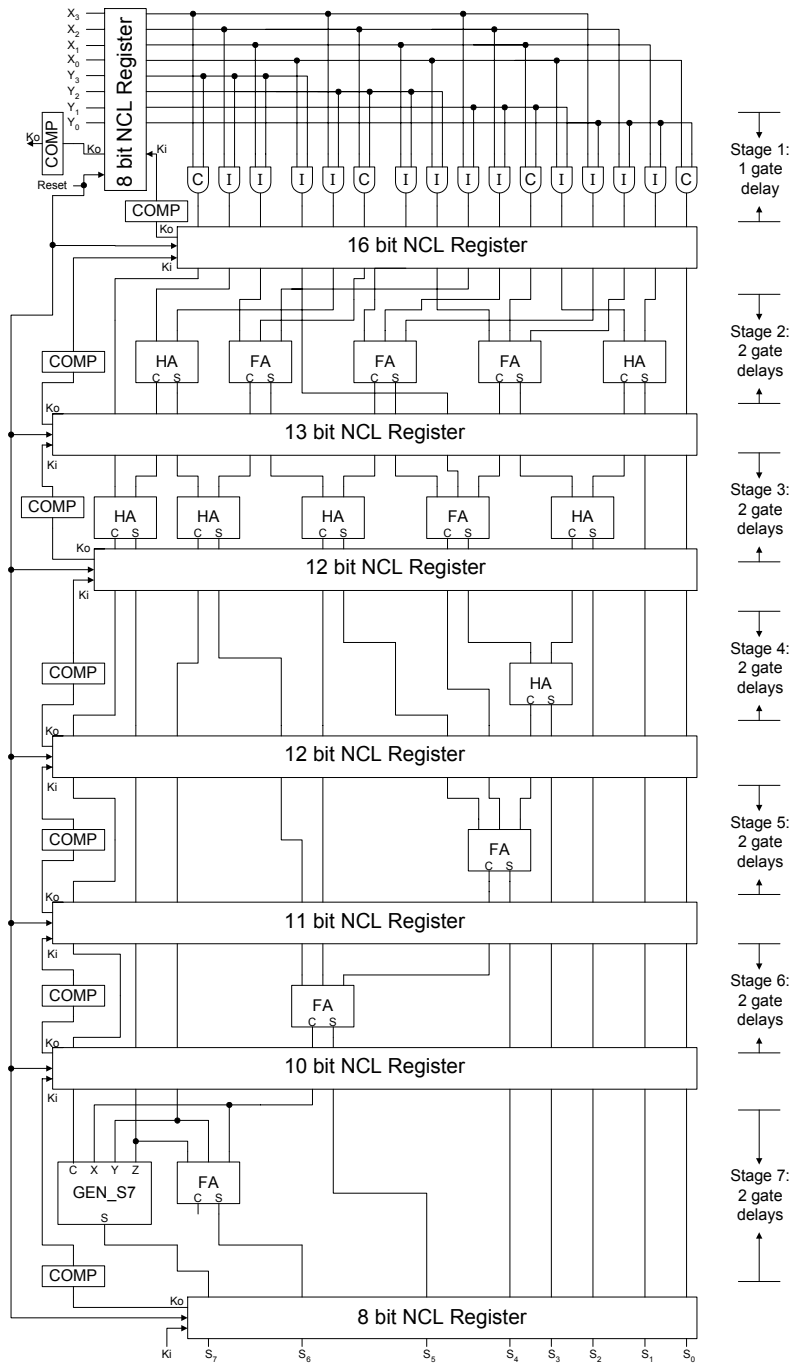 X3
X2
X1
X0
Y3
Y2
Y1
Y0
8 bit NCL Register
Ko
COMP
Ko
Ki
Reset
COMP
Ko
C I I I I C I I I I C I I I I C
Stage 1:
1 gate
delay
16 bit NCL Register
Ki
HA
C S
FA
C S
FA
C S
FA
C S
HA
C S
COMP
Stage 2:
2 gate
delays
Ko
13 bit NCL Register
Ki
COMP
HA
C S
HA
C S
HA
C S
FA
C S
HA
C S
Stage 3:
2 gate
delays
Ko
12 bit NCL Register
Ki
COMP
HA
C S
Stage 4:
2 gate
delays
Ko
12 bit NCL Register
Ki
COMP
FA
C S
Stage 5:
2 gate
delays
Ko
11 bit NCL Register
Ki
COMP
FA
C S
Stage 6:
2 gate
delays
Ko
10 bit NCL Register
Ki
C X Y Z
GEN_S7
S
FA
C S
Stage 7:
2 gate
delays
COMP
Ko
8 bit NCL Register
Ki
S7 S6 S5 S4 S3 S2 S1 S0